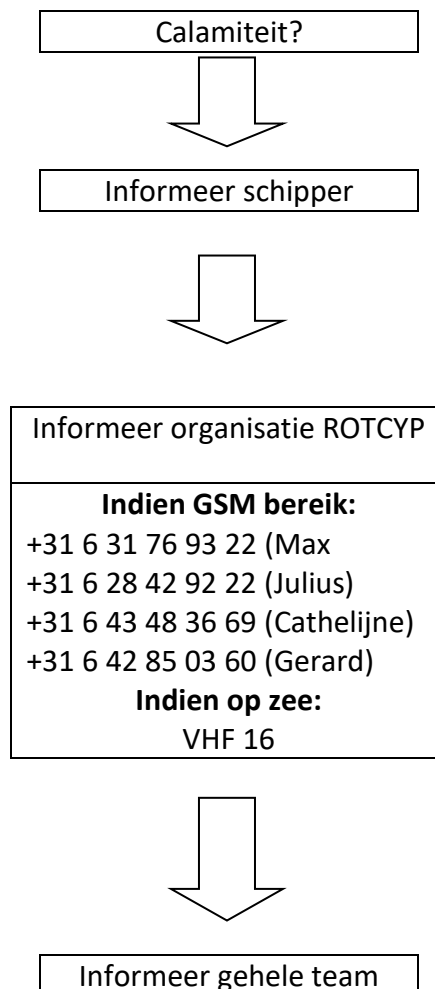 Calamiteit?
Informeer schipper
Informeer organisatie ROTCYP
Indien GSM bereik:
+31 6 31 76 93 22 (Max
+31 6 28 42 92 22 (Julius)
+31 6 43 48 36 69 (Cathelijne)
+31 6 42 85 03 60 (Gerard)
Indien op zee:
VHF 16
Informeer gehele team